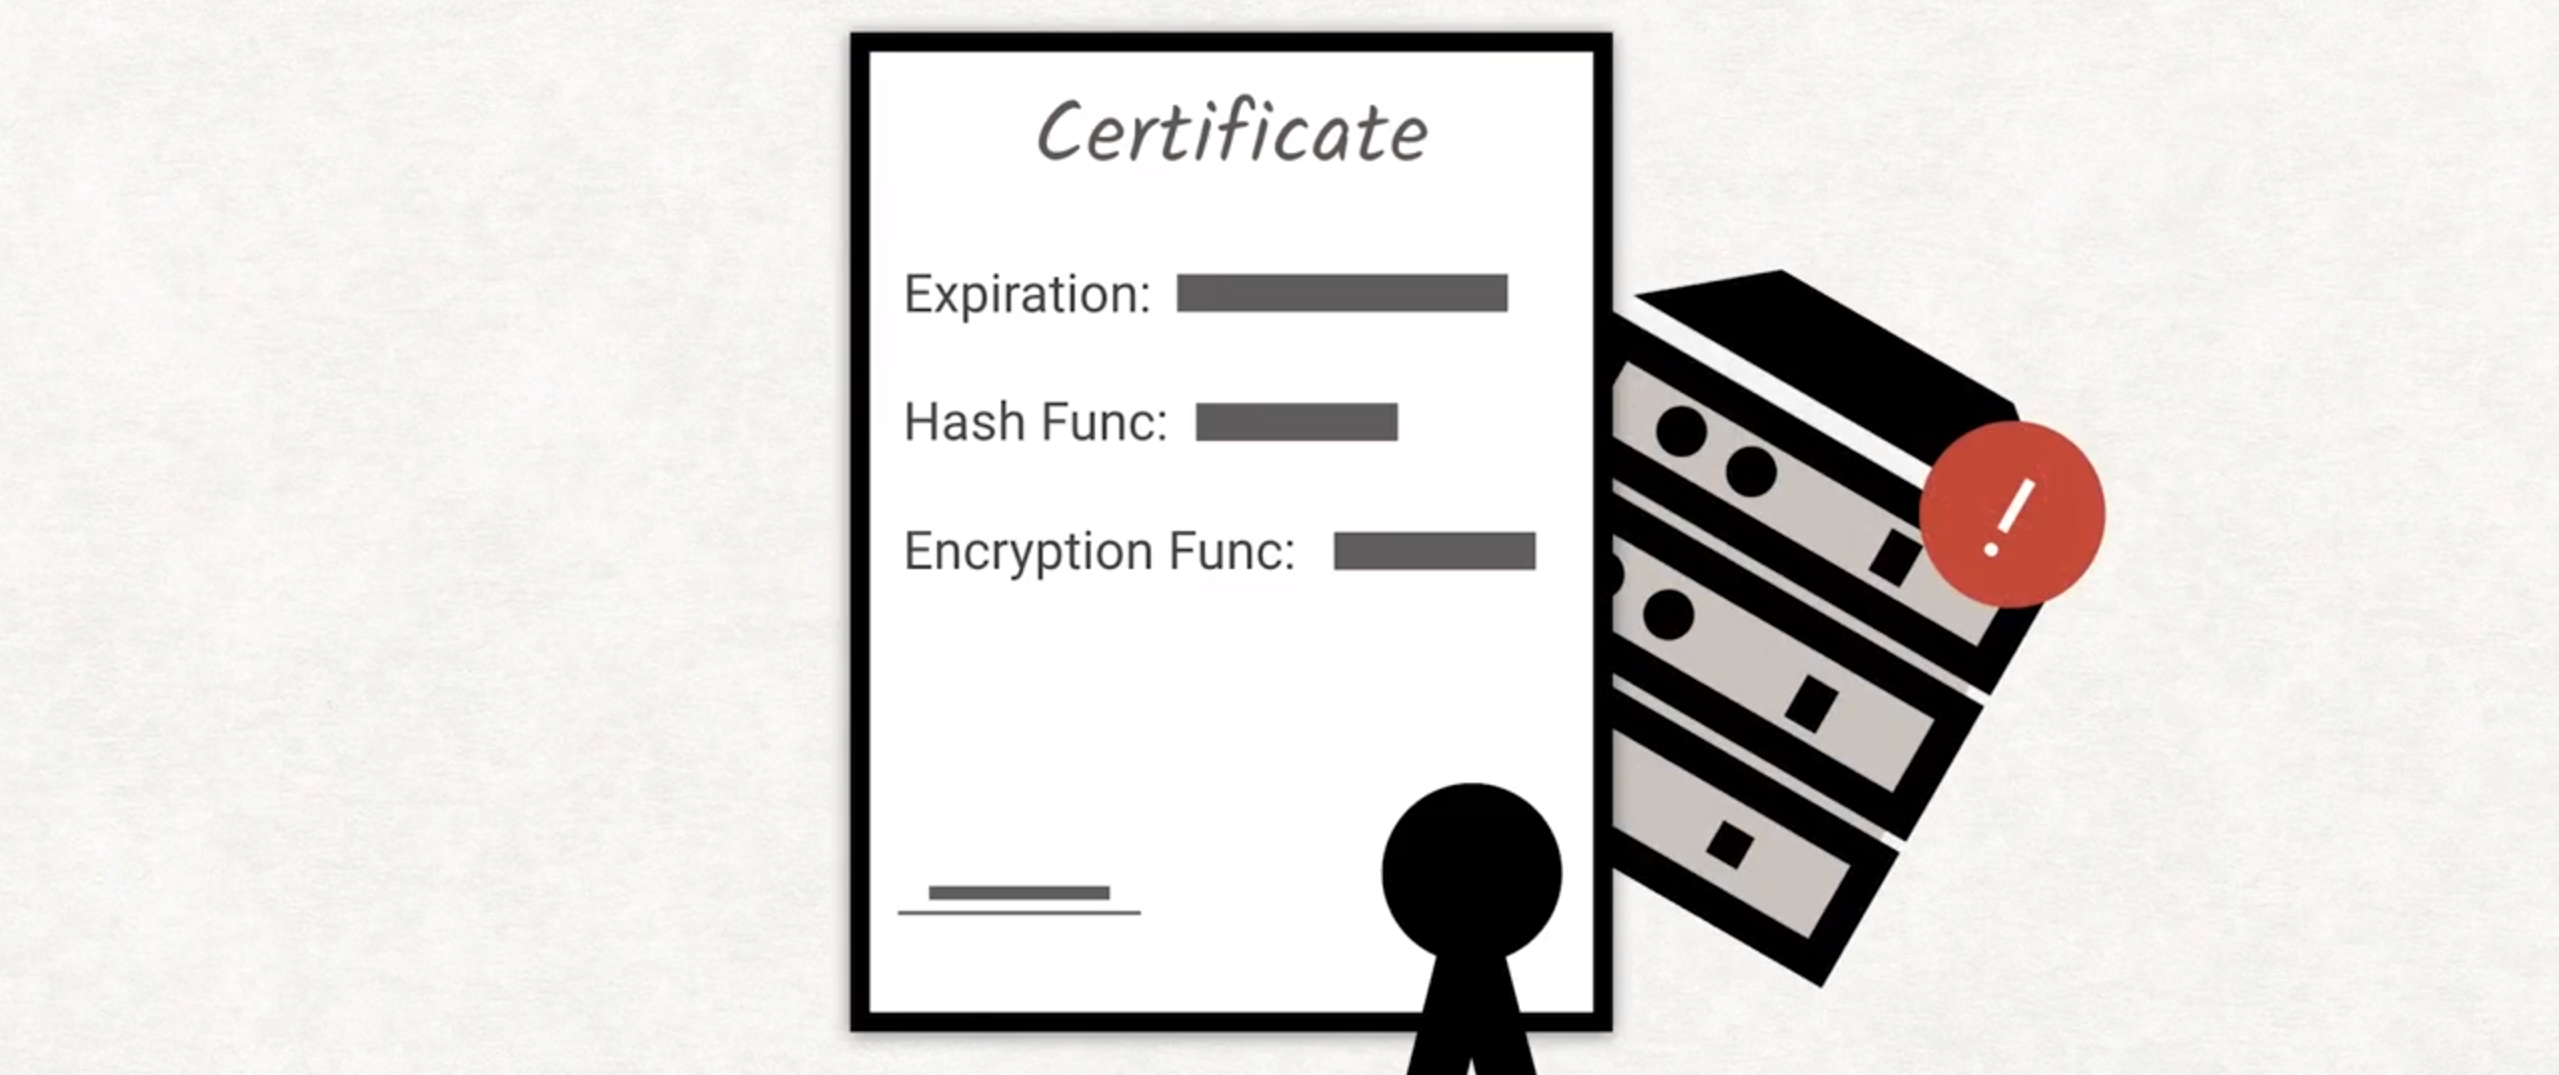 Certificate
Expiration:
Hash Func:
Encryption Func:
!